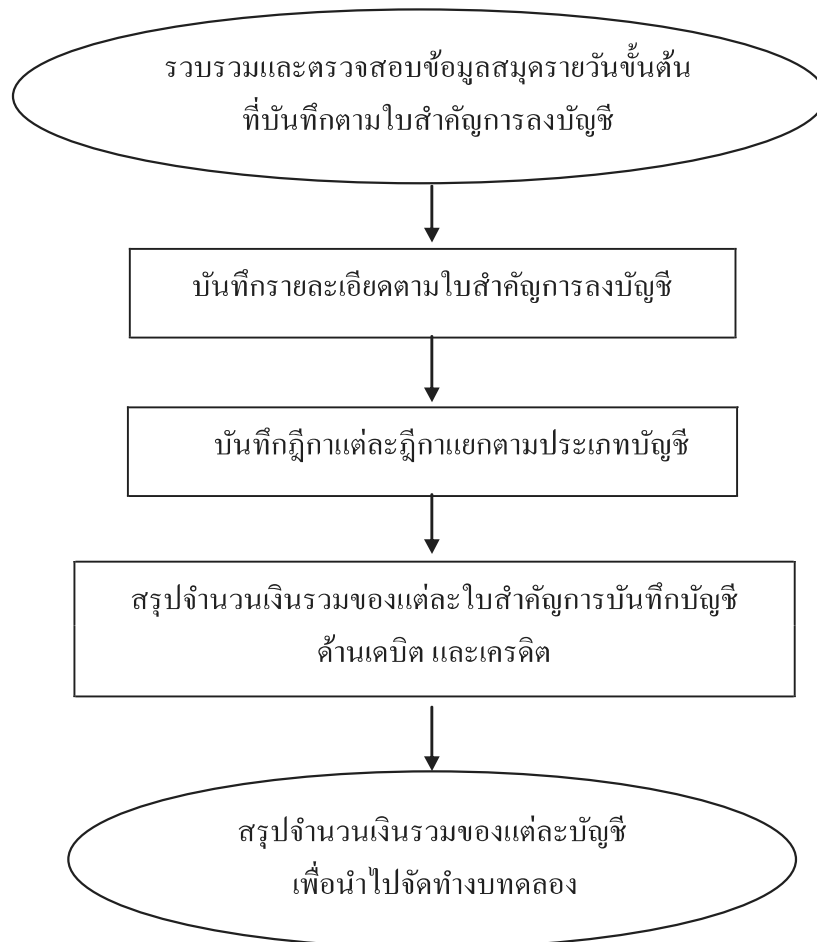 รวบรวมและตรวจสอบข้อมูลสมุดรายวันขั้นต้น
ที่บันทึกตามใบสำคัญการลงบัญชี
บันทึกรายละเอียดตามใบสำคัญการลงบัญชี
บันทึกฎีกาแต่ละฎีกาแยกตามประเภทบัญชี
สรุปจำนวนเงินรวมของแต่ละใบสำคัญการบันทึกบัญชี
ด้านเดบิต และเครดิต
สรุปจำนวนเงินรวมของแต่ละบัญชี
เพื่อนำไปจัดทำงบทดลอง